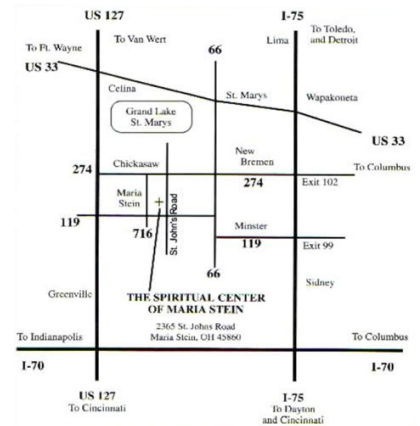 US 127
I-75
To Ft. Wayne
To Van Wert
66
Lima
To Toledo,
and Detroit
US 33
Celina
St. Marys
Wapakoneta
Grand Lake
St. Marys
US 33
274
Chickasaw
New
Bremen
274
To Columbus
Exit 102
Maria
Stein
St. John's Road
119
716
Minster
119
Exit 99
66
Greenville
Sidney
THE SPIRITUAL CENTER
OF MARIA STEIN
2365 St. Johns Road
Maria Stein, OH 45860
To Indianapolis
To Columbus
I-70
I-70
US 127
To Cincinnati
I-75
To Dayton
and Cincinnati